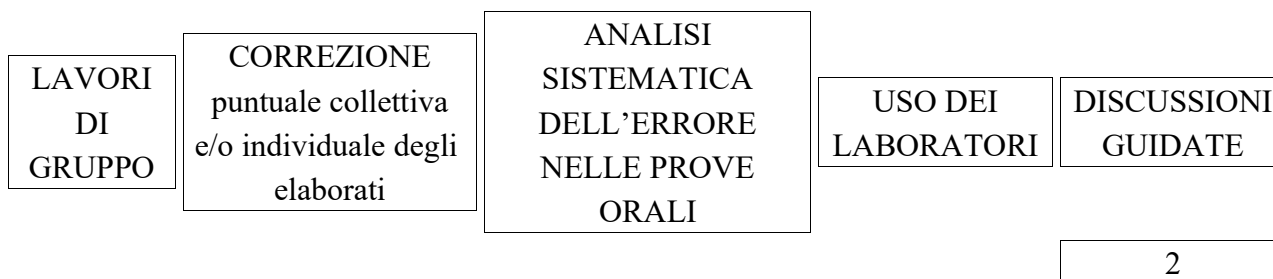 LAVORI
DI
GRUPPO
CORREZIONE
puntuale collettiva
e/o individuale degli
elaborati
ANALISI
SISTEMATICA
DELL’ERRORE
NELLE PROVE
ORALI
USO DEI
LABORATORI
DISCUSSIONI
GUIDATE
2